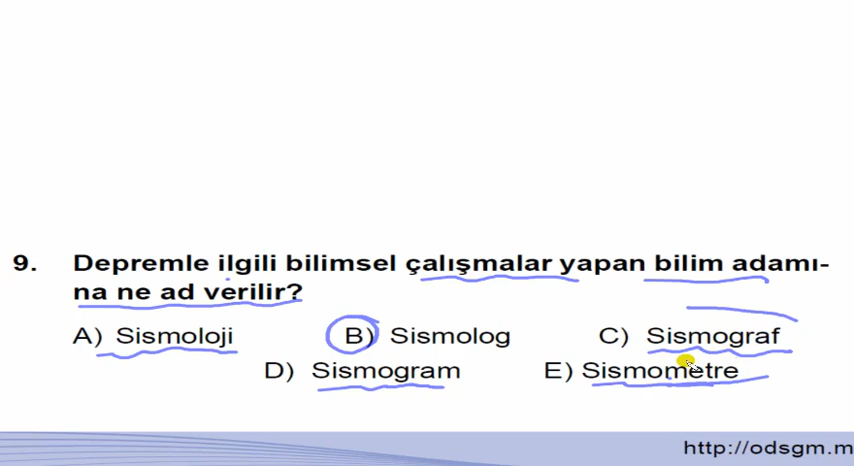 9. Depremle ilgili bilimsel çalışmalar yapan bilim adamı-
na ne ad verilir?
A) Sismoloji B) Sismolog C) Sismograf
D) Sismogram E) Sismometre
http://odsgm.m